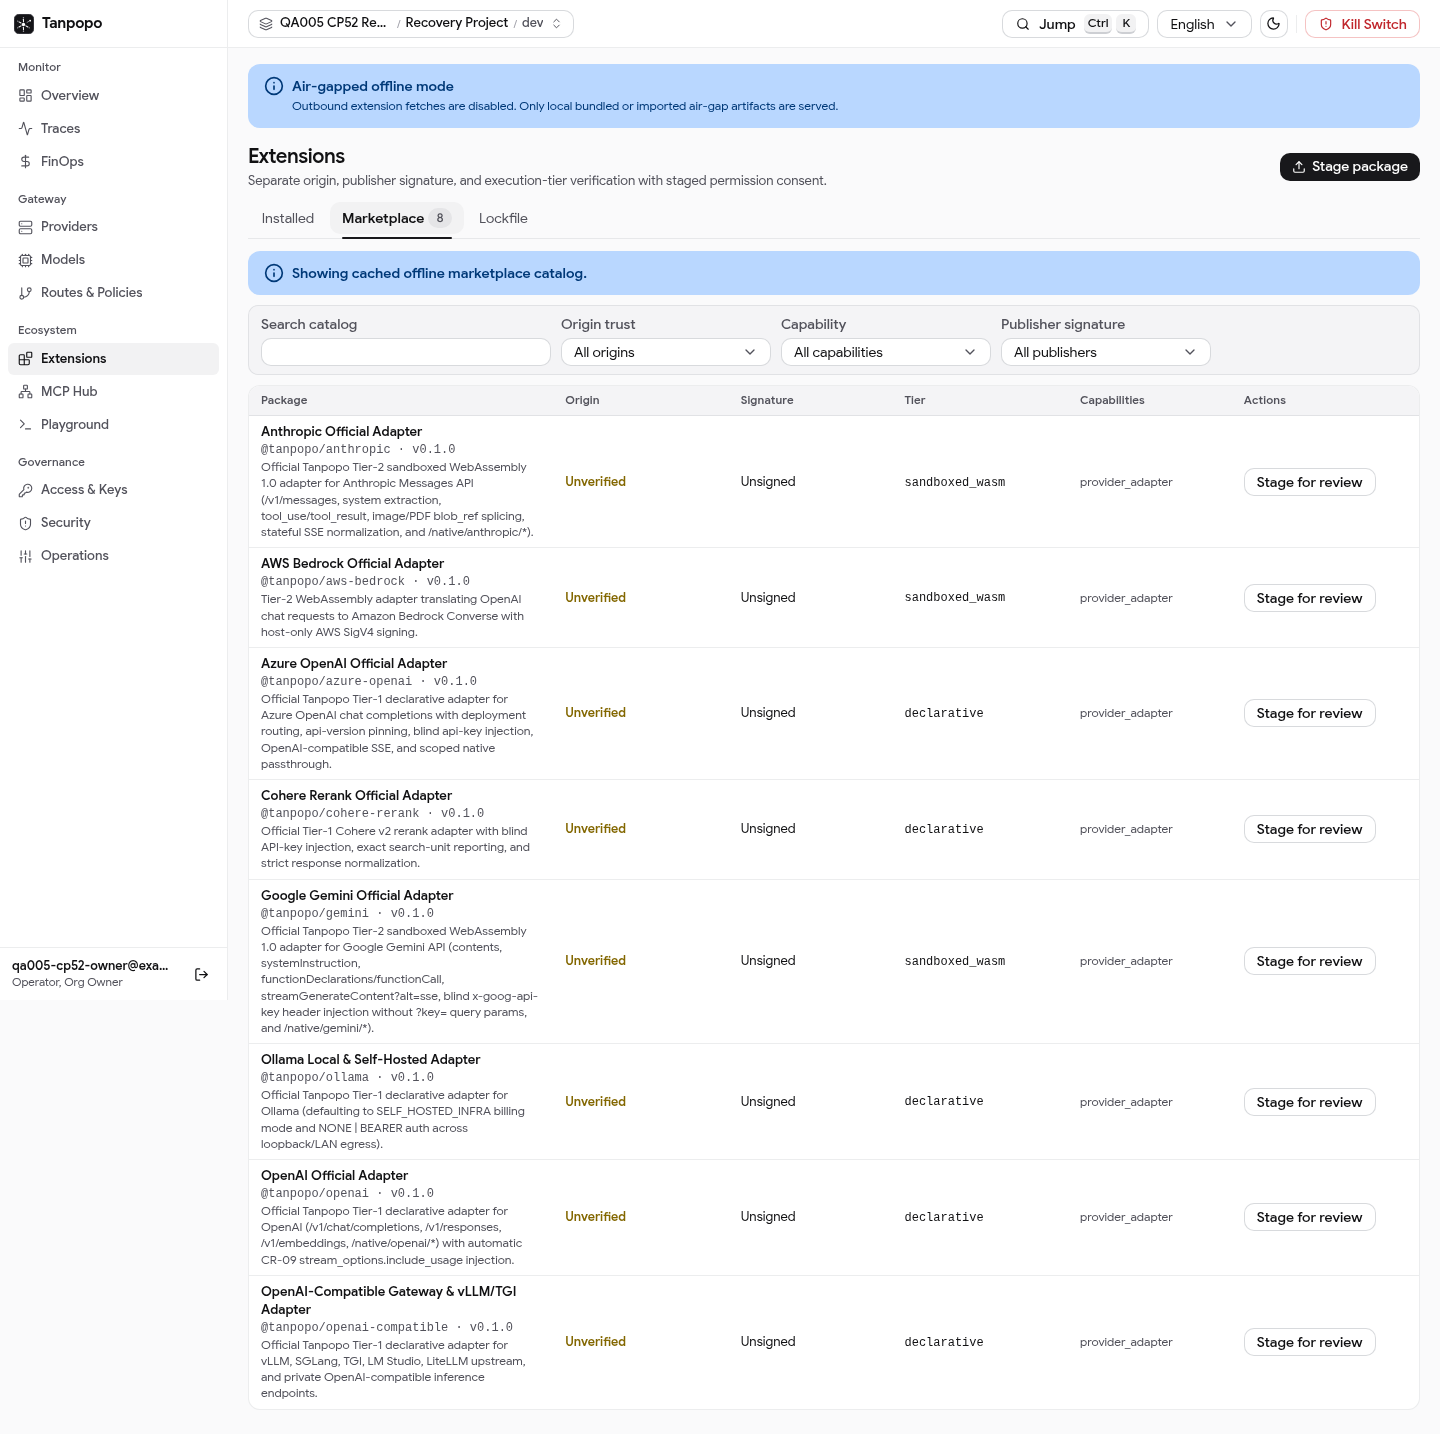 Tanpopo
QA005 CP52 Re... / Recovery Project / dev
Jump Ctrl K
English
Kill Switch
Monitor
Overview
Traces
FinOps
Gateway
Providers
Models
Routes & Policies
Ecosystem
Extensions
MCP Hub
Playground
Governance
Access & Keys
Security
Operations
qa005-cp52-owner@exa...
Operator, Org Owner
Air-gapped offline mode
Outbound extension fetches are disabled. Only local bundled or imported air-gap artifacts are served.
Extensions
Separate origin, publisher signature, and execution-tier verification with staged permission consent.
Stage package
Installed Marketplace 8 Lockfile
Showing cached offline marketplace catalog.
Search catalog Origin trust Capability Publisher signature
All origins All capabilities All publishers
Package Origin Signature Tier Capabilities Actions
Anthropic Official Adapter
@tanpopo/anthropic · v0.1.0
Official Tanpopo Tier-2 sandboxed WebAssembly
1.0 adapter for Anthropic Messages API
(/v1/messages, system extraction,
tool_use/tool_result, image/PDF blob_ref splicing,
stateful SSE normalization, and /native/anthropic/*).
Unverified Unsigned sandboxed_wasm provider_adapter Stage for review
AWS Bedrock Official Adapter
@tanpopo/aws-bedrock · v0.1.0
Tier-2 WebAssembly adapter translating OpenAI
chat requests to Amazon Bedrock Converse with
host-only AWS SigV4 signing.
Unverified Unsigned sandboxed_wasm provider_adapter Stage for review
Azure OpenAI Official Adapter
@tanpopo/azure-openai · v0.1.0
Official Tanpopo Tier-1 declarative adapter for
Azure OpenAI chat completions with deployment
routing, api-version pinning, blind api-key injection,
OpenAI-compatible SSE, and scoped native
passthrough.
Unverified Unsigned declarative provider_adapter Stage for review
Cohere Rerank Official Adapter
@tanpopo/cohere-rerank · v0.1.0
Official Tier-1 Cohere v2 rerank adapter with blind
API-key injection, exact search-unit reporting, and
strict response normalization.
Unverified Unsigned declarative provider_adapter Stage for review
Google Gemini Official Adapter
@tanpopo/gemini · v0.1.0
Official Tanpopo Tier-2 sandboxed WebAssembly
1.0 adapter for Google Gemini API (contents,
systemInstruction,
functionDeclarations/functionCall,
streamGenerateContent?alt=sse, blind x-goog-api-
key header injection without ?key= query params,
and /native/gemini/*).
Unverified Unsigned sandboxed_wasm provider_adapter Stage for review
Ollama Local & Self-Hosted Adapter
@tanpopo/ollama · v0.1.0
Official Tanpopo Tier-1 declarative adapter for
Ollama (defaulting to SELF_HOSTED_INFRA billing
mode and NONE | BEARER auth across
loopback/LAN egress).
Unverified Unsigned declarative provider_adapter Stage for review
OpenAI Official Adapter
@tanpopo/openai · v0.1.0
Official Tanpopo Tier-1 declarative adapter for
OpenAI (/v1/chat/completions, /v1/responses,
/v1/embeddings, /native/openai/*) with automatic
CR-09 stream_options.include_usage injection.
Unverified Unsigned declarative provider_adapter Stage for review
OpenAI-Compatible Gateway & vLLM/TGI
Adapter
@tanpopo/openai-compatible · v0.1.0
Official Tanpopo Tier-1 declarative adapter for
vLLM, SGLang, TGI, LM Studio, LiteLLM upstream,
and private OpenAI-compatible inference
endpoints.
Unverified Unsigned declarative provider_adapter Stage for review